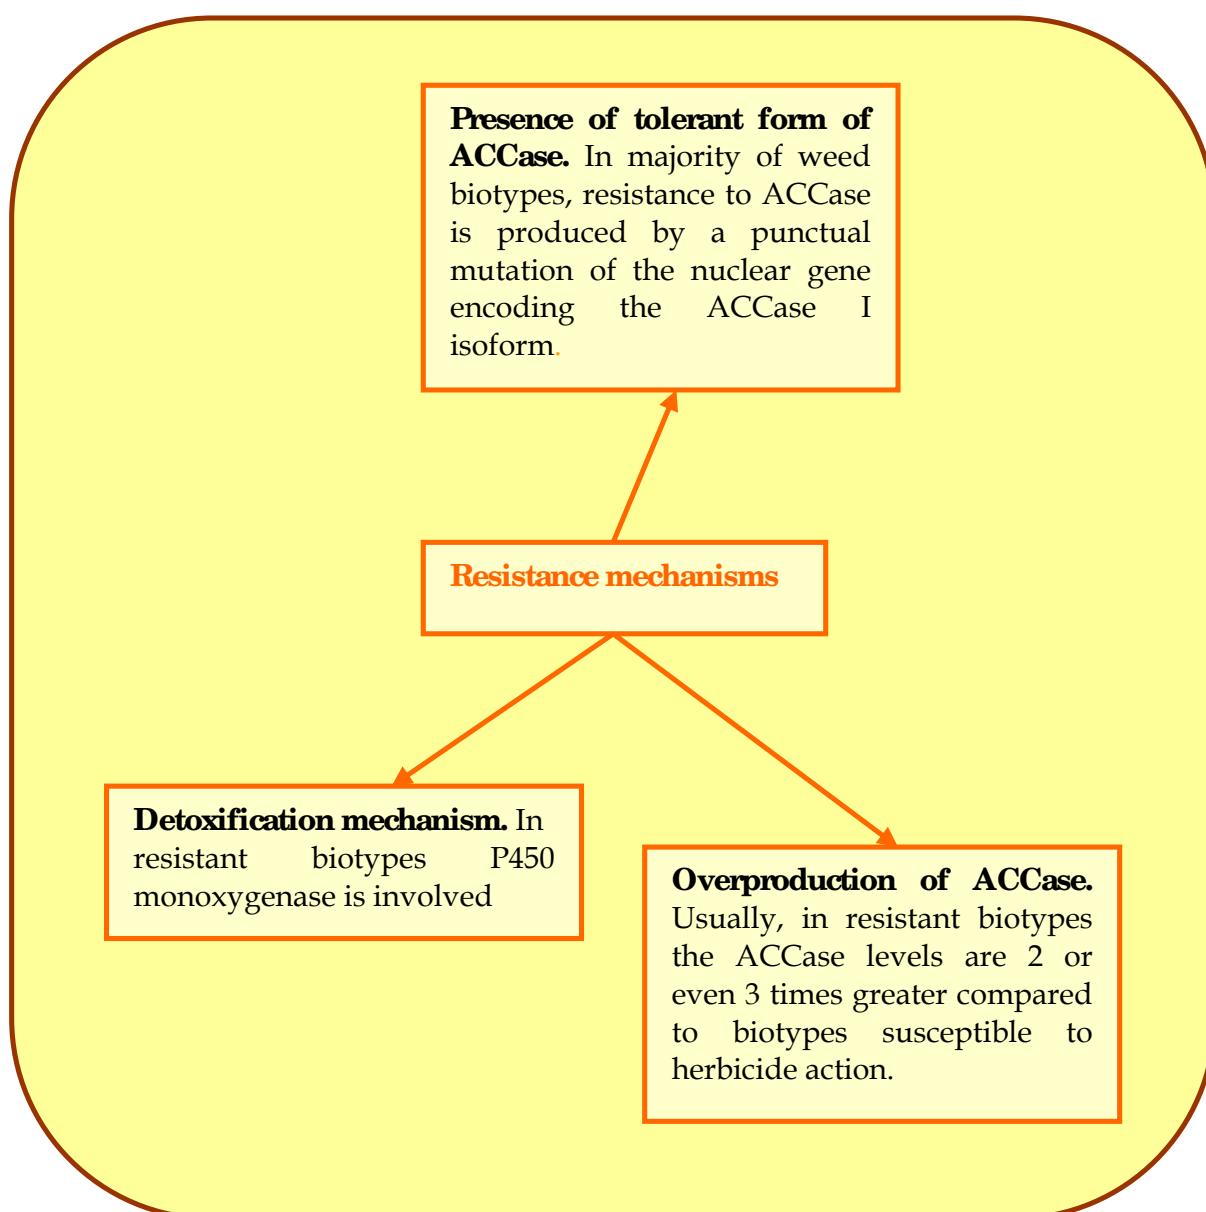 Presence of tolerant form of
ACCase. In majority of weed
biotypes, resistance to ACCase
is produced by a punctual
mutation of the nuclear gene
encoding the ACCase I
isoform.
Resistance mechanisms
Detoxification mechanism. In
resistant biotypes P450
monoxygenase is involved
Overproduction of ACCase.
Usually, in resistant biotypes
the ACCase levels are 2 or
even 3 times greater compared
to biotypes susceptible to
herbicide action.